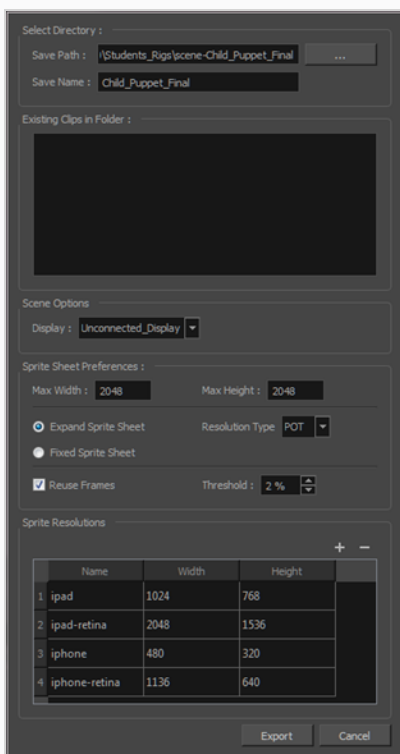 Select Directory :
Save Path : \Students_Rigs\scene-Child_Puppet_Final ...
Save Name : Child_Puppet_Final
Existing Clips in Folder :
Scene Options
Display : Unconnected_Display
Sprite Sheet Preferences :
Max Width : 2048 Max Height : 2048
Expand Sprite Sheet Resolution Type POT
Fixed Sprite Sheet
Reuse Frames Threshold : 2 %
Sprite Resolutions
+ −
Name Width Height
1 ipad 1024 768
2 ipad-retina 2048 1536
3 iphone 480 320
4 iphone-retina 1136 640
Export Cancel